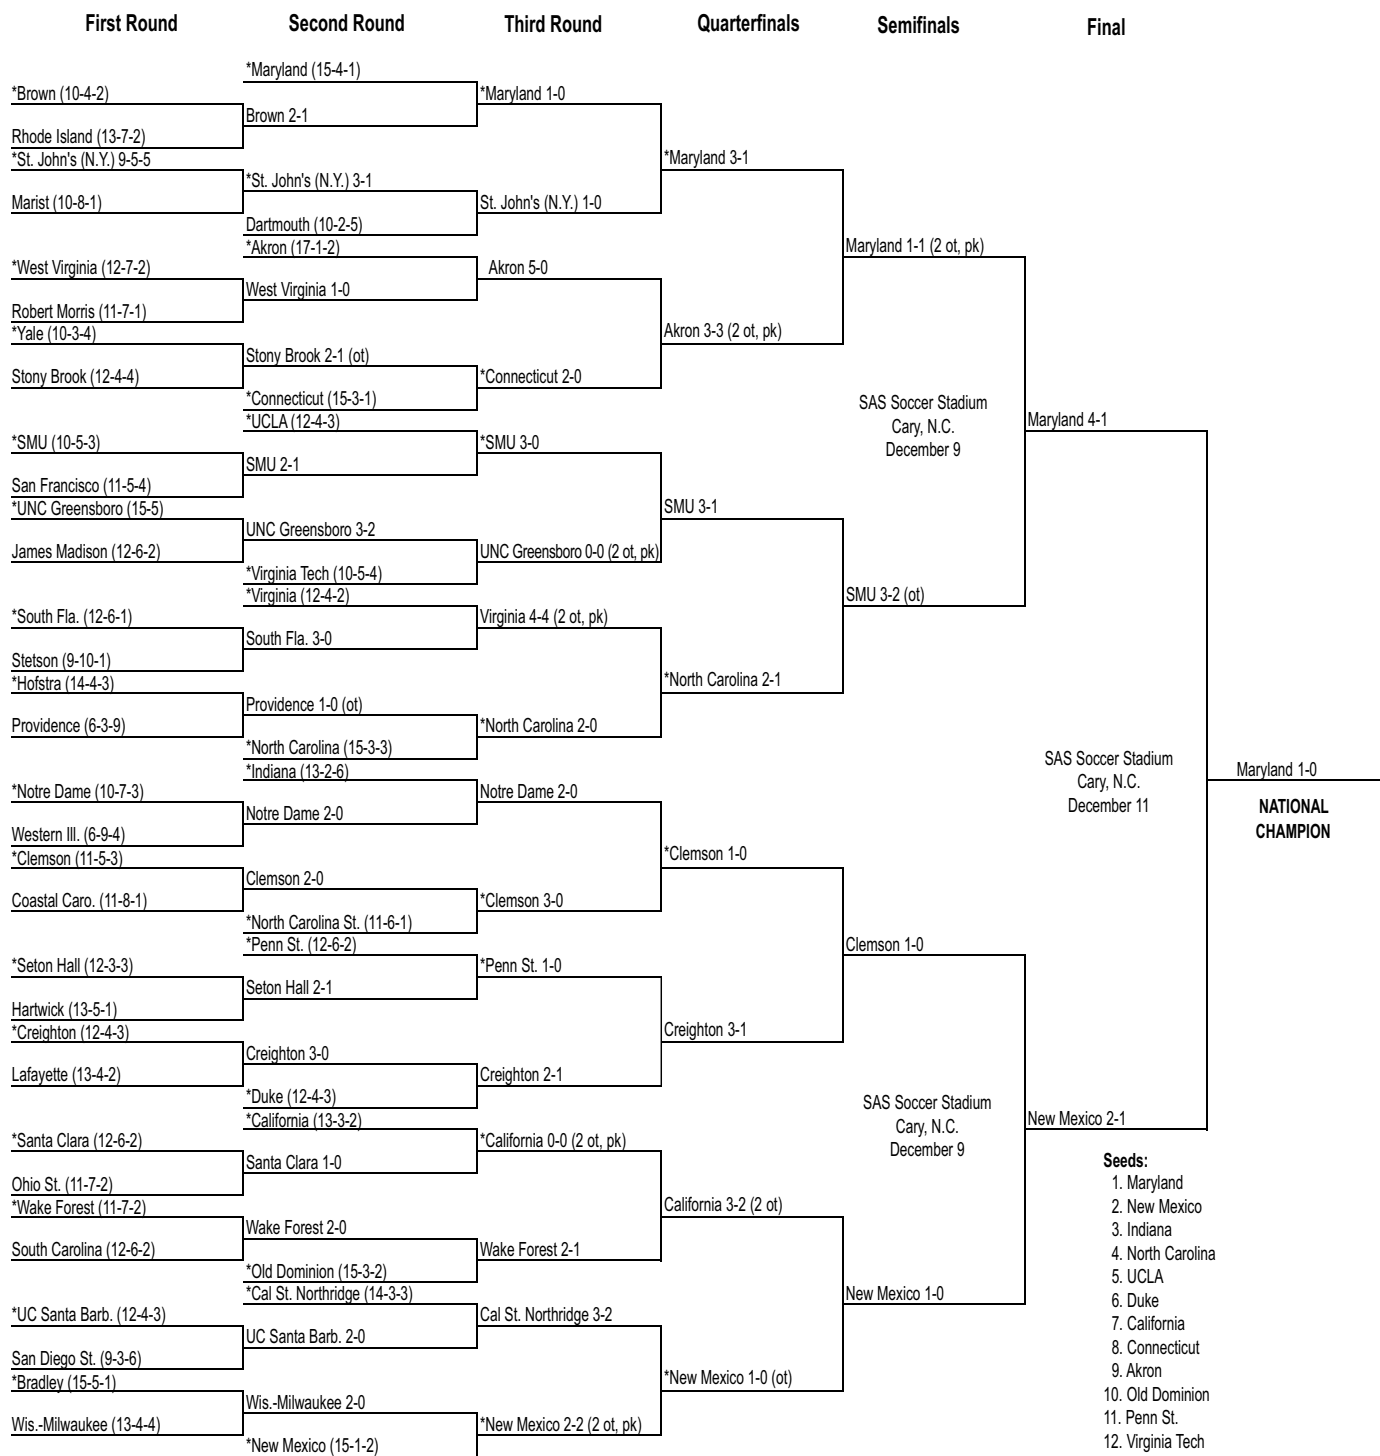 First Round
Second Round
Third Round
Quarterfinals
Semifinals
Final
*Maryland (15-4-1)
*Brown (10-4-2)
*Maryland 1-0
Brown 2-1
Rhode Island (13-7-2)
*St. John's (N.Y.) 9-5-5
*Maryland 3-1
*St. John's (N.Y.) 3-1
Marist (10-8-1)
St. John's (N.Y.) 1-0
Dartmouth (10-2-5)
*Akron (17-1-2)
Maryland 1-1 (2 ot, pk)
*West Virginia (12-7-2)
Akron 5-0
West Virginia 1-0
Robert Morris (11-7-1)
*Yale (10-3-4)
Akron 3-3 (2 ot, pk)
Stony Brook 2-1 (ot)
Stony Brook (12-4-4)
*Connecticut 2-0
*Connecticut (15-3-1)
SAS Soccer Stadium
Cary, N.C.
December 9
*UCLA (12-4-3)
Maryland 4-1
*SMU (10-5-3)
*SMU 3-0
SMU 2-1
San Francisco (11-5-4)
*UNC Greensboro (15-5)
SMU 3-1
UNC Greensboro 3-2
James Madison (12-6-2)
UNC Greensboro 0-0 (2 ot, pk)
*Virginia Tech (10-5-4)
*Virginia (12-4-2)
SMU 3-2 (ot)
*South Fla. (12-6-1)
Virginia 4-4 (2 ot, pk)
South Fla. 3-0
Stetson (9-10-1)
*Hofstra (14-4-3)
*North Carolina 2-1
Providence 1-0 (ot)
Providence (6-3-9)
*North Carolina 2-0
*North Carolina (15-3-3)
SAS Soccer Stadium
Cary, N.C.
December 11
*Indiana (13-2-6)
Maryland 1-0
NATIONAL
CHAMPION
*Notre Dame (10-7-3)
Notre Dame 2-0
Notre Dame 2-0
Western Ill. (6-9-4)
*Clemson (11-5-3)
*Clemson 1-0
Clemson 2-0
Coastal Caro. (11-8-1)
*Clemson 3-0
*North Carolina St. (11-6-1)
*Penn St. (12-6-2)
Clemson 1-0
*Seton Hall (12-3-3)
*Penn St. 1-0
Seton Hall 2-1
Hartwick (13-5-1)
*Creighton (12-4-3)
Creighton 3-1
Creighton 3-0
Lafayette (13-4-2)
Creighton 2-1
*Duke (12-4-3)
SAS Soccer Stadium
Cary, N.C.
December 9
*California (13-3-2)
New Mexico 2-1
*Santa Clara (12-6-2)
*California 0-0 (2 ot, pk)
Santa Clara 1-0
Ohio St. (11-7-2)
*Wake Forest (11-7-2)
California 3-2 (2 ot)
Wake Forest 2-0
South Carolina (12-6-2)
Wake Forest 2-1
*Old Dominion (15-3-2)
*Cal St. Northridge (14-3-3)
New Mexico 1-0
*UC Santa Barb. (12-4-3)
Cal St. Northridge 3-2
UC Santa Barb. 2-0
San Diego St. (9-3-6)
*Bradley (15-5-1)
*New Mexico 1-0 (ot)
Wis.-Milwaukee 2-0
Wis.-Milwaukee (13-4-4)
*New Mexico 2-2 (2 ot, pk)
*New Mexico (15-1-2)
Seeds:
1. Maryland
2. New Mexico
3. Indiana
4. North Carolina
5. UCLA
6. Duke
7. California
8. Connecticut
9. Akron
10. Old Dominion
11. Penn St.
12. Virginia Tech